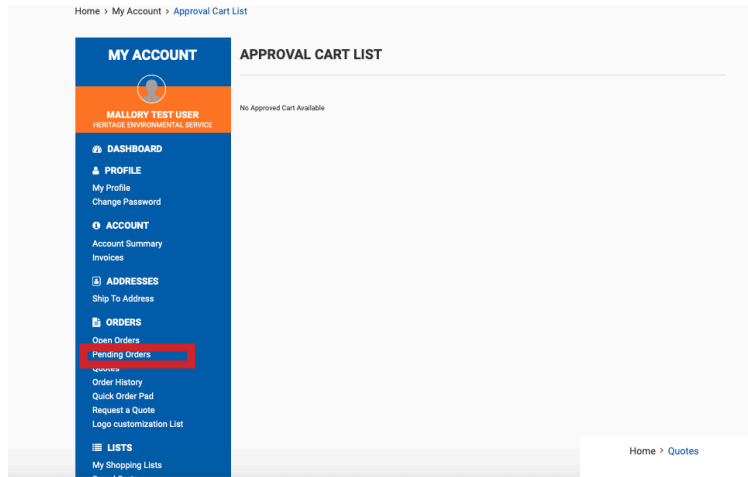 Home > My Account > Approval Cart List
MY ACCOUNT
APPROVAL CART LIST
MALLORY TEST USER
HERITAGE ENVIRONMENTAL SERVICE
No Approved Cart Available
DASHBOARD
PROFILE
My Profile
Change Password
ACCOUNT
Account Summary
Invoices
ADDRESSES
Ship To Address
ORDERS
Open Orders
Pending Orders
Quotes
Order History
Quick Order Pad
Request a Quote
Logo customization List
LISTS
My Shopping Lists
Home > Quotes